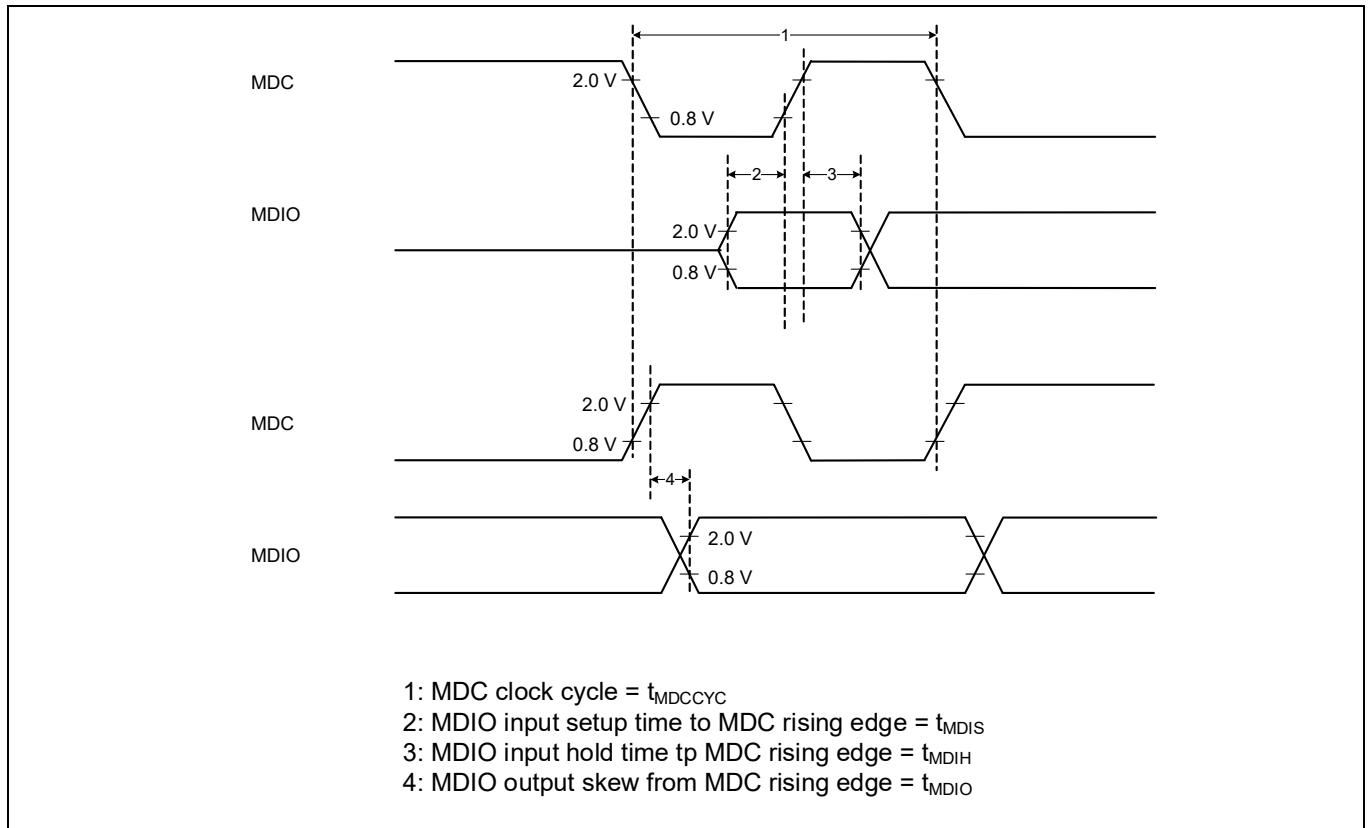 1
MDC
2.0 V
0.8 V
2
3
MDIO
2.0 V
0.8 V
2.0 V
MDC
0.8 V
4
2.0 V
MDIO
0.8 V
1: MDC clock cycle = tMDCCYC
2: MDIO input setup time to MDC rising edge = tMDIS
3: MDIO input hold time tp MDC rising edge = tMDIH
4: MDIO output skew from MDC rising edge = tMDIO